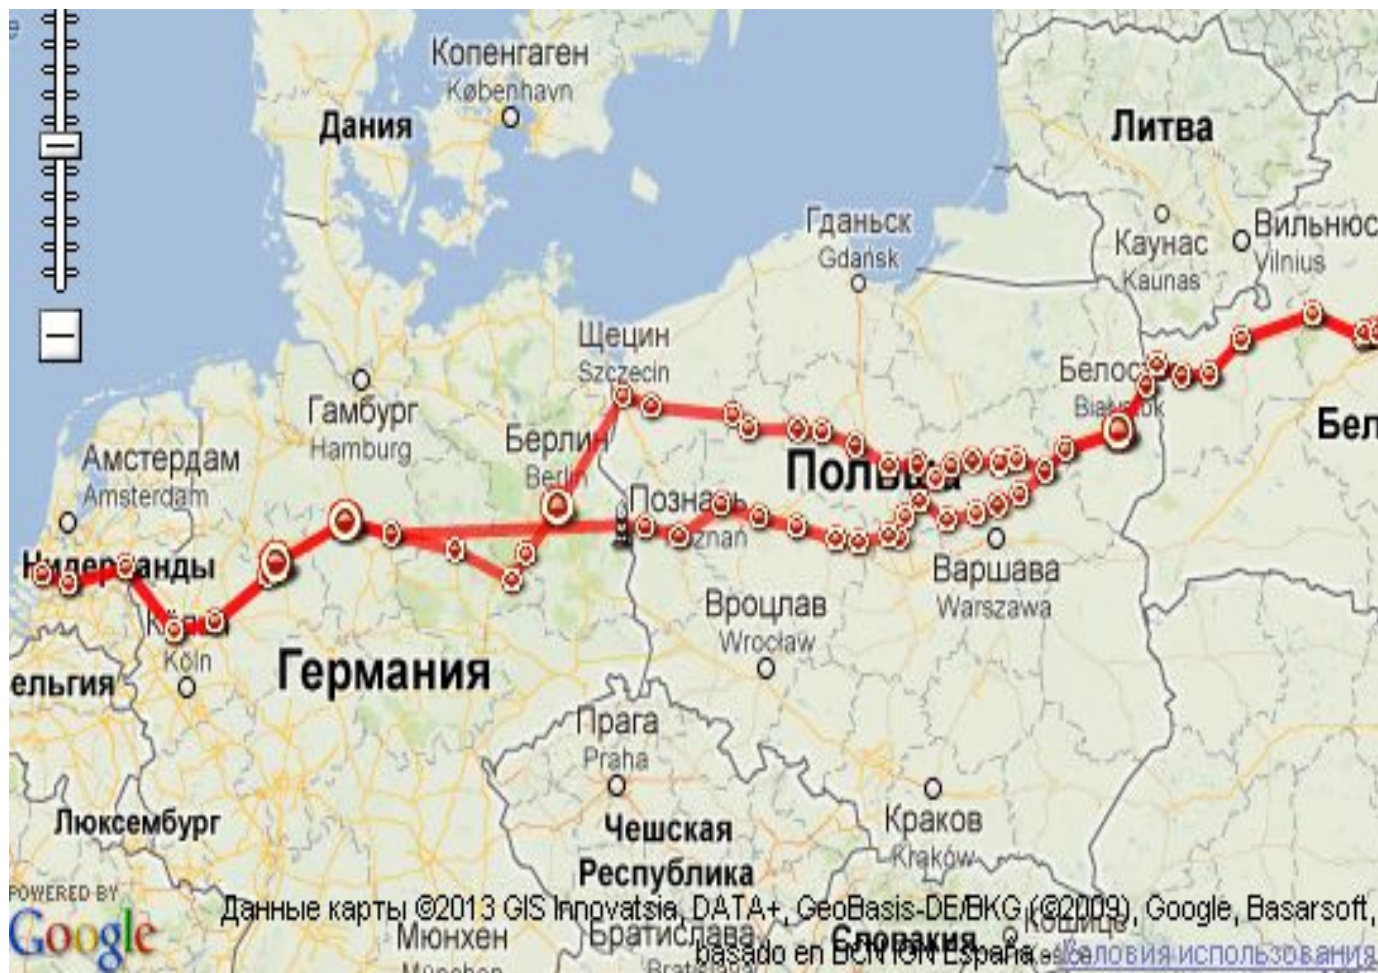 Копенгаген
København
Дания
Литва
Гданьск
Gdańsk
Каунас
Kaunas
Вильнюс
Vilnius
Щецин
Szczecin
Гамбург
Hamburg
Берлин
Berlin
Амстердам
Amsterdam
Польша
Познань
Poznań
Нидерланды
Варшава
Warszawa
Вроцлав
Wrocław
Köln
Германия
Прага
Praha
Люксембург
Чешская
Республика
Краков
Kraków
POWERED BY
Google
Данные карты ©2013 GIS Innovatsia, DATA+, GeoBasis-DE/BKG (©2009), Google, Basarsoft,
basado en BCN IGN España - Условия использования
Мюнхен
Братислава
Словакия
Кошице